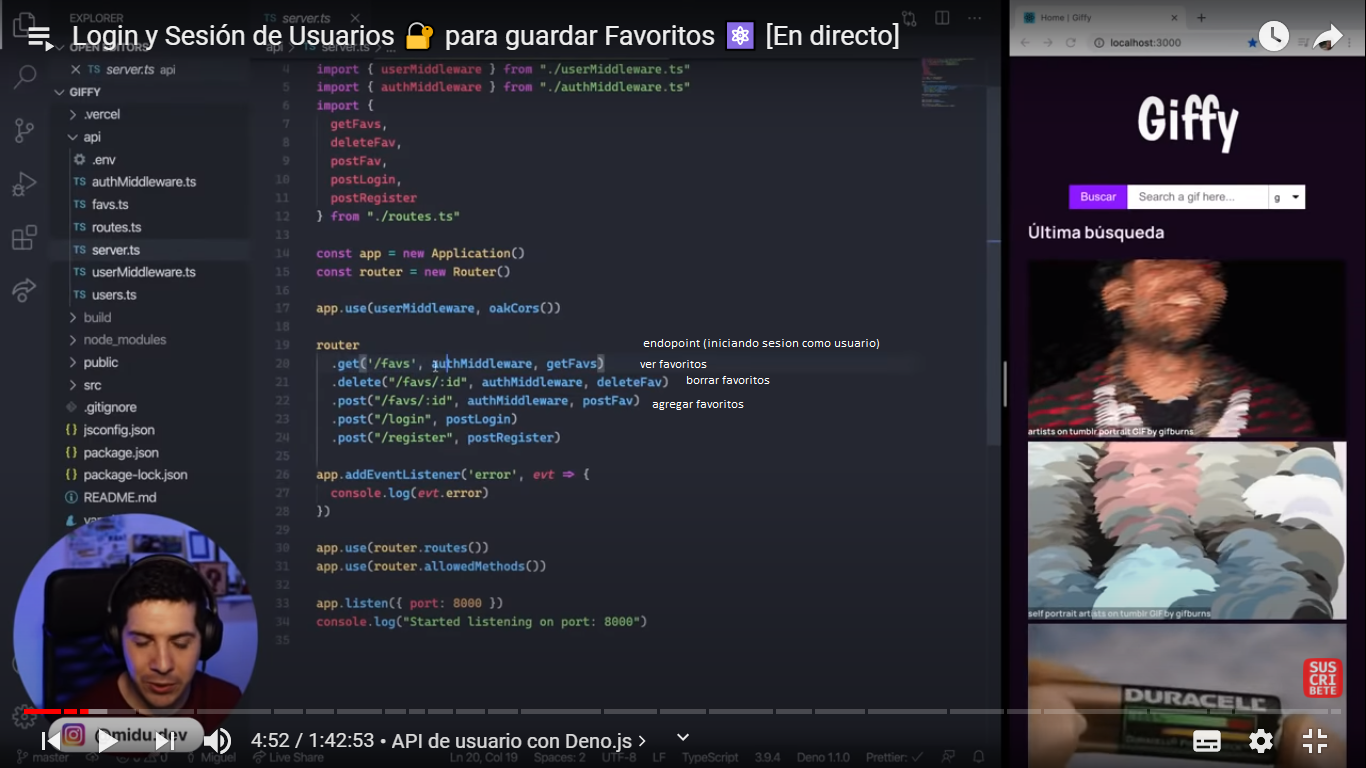 EXPLORER
Login y Sesión de Usuarios 🔐 para guardar Favoritos ⚛ [En directo]
OPEN EDITORS
TS server.ts api
GIFFY
.vercel
api
.env
TS authMiddleware.ts
TS favs.ts
TS routes.ts
TS server.ts
TS userMiddleware.ts
TS users.ts
build
node_modules
public
src
.gitignore
{} jsconfig.json
{} package.json
{} package-lock.json
README.md
server.ts
api
TS server.ts
4 import { userMiddleware } from "./userMiddleware.ts"
5 import { authMiddleware } from "./authMiddleware.ts"
6 import {
7 getFavs,
8 deleteFav,
9 postFav,
10 postLogin,
11 postRegister
12 } from "./routes.ts"
13
14 const app = new Application()
15 const router = new Router()
16
17 app.use(userMiddleware, oakCors())
18
19 router
endopoint (iniciando sesion como usuario)
20 .get('/favs', authMiddleware, getFavs)
ver favoritos
21 .delete("/favs/:id", authMiddleware, deleteFav)
borrar favoritos
22 .post("/favs/:id", authMiddleware, postFav)
agregar favoritos
23 .post("/login", postLogin)
24 .post("/register", postRegister)
25
26 app.addEventListener('error', evt => {
27 console.log(evt.error)
28 })
29
30 app.use(router.routes())
31 app.use(router.allowedMethods())
32
33 app.listen({ port: 8000 })
34 console.log("Started listening on port: 8000")
35
Home | Giffy
localhost:3000
Giffy
Buscar
Search a gif here...
g
Última búsqueda
artists on tumblr portrait GIF by gifburns
self portrait artists on tumblr GIF by gifburns
DURACELL
SUS
CRI
BETE
@midu.dev
4:52 / 1:42:53 • API de usuario con Deno.js
master
Miguel
Live Share
Ln 20, Col 19
Spaces: 2
UTF-8
LF
TypeScript
3.9.4
Deno 1.1.0
Prettier: ✓